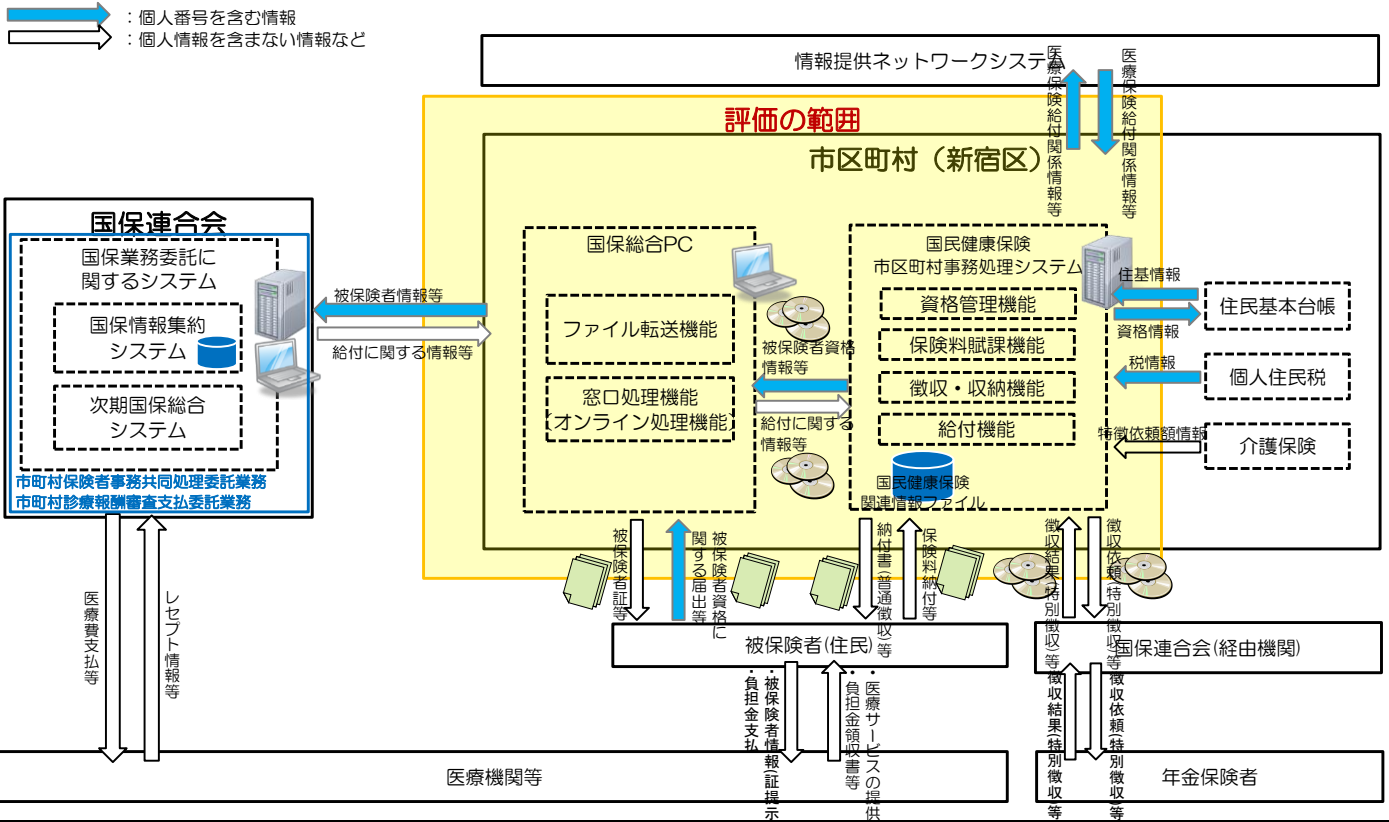 ：個人番号を含む情報
：個人情報を含まない情報など
情報提供ネットワークシステム
医療保険給付関係情報等
医療保険給付関係情報等
評価の範囲
市区町村（新宿区）
国保連合会
国保業務委託に
関するシステム
国保情報集約
システム
次期国保総合
システム
市町村保険者事務共同処理委託業務
市町村診療報酬審査支払委託業務
被保険者情報等
給付に関する情報等
国保総合PC
ファイル転送機能
窓口処理機能
（オンライン処理機能）
被保険者資格
情報等
給付に関する
情報等
国民健康保険
市区町村事務処理システム
資格管理機能
保険料賦課機能
徴収・収納機能
給付機能
国民健康保険
関連情報ファイル
住基情報
資格情報
税情報
特徴依頼額情報
住民基本台帳
個人住民税
介護保険
被保険者証等
被保険者資格に
関する届出等
納付書(普通徴収)等
保険料納付等
徴収結果(特別徴収)等
徴収依頼(特別徴収)等
医療費支払等
レセプト情報等
被保険者(住民)
国保連合会(経由機関)
・被保険者情報(証提示
・負担金支払
・医療サービスの提供
・負担金領収書等
徴収結果(特別徴収)等
徴収依頼(特別徴収)等
医療機関等
年金保険者